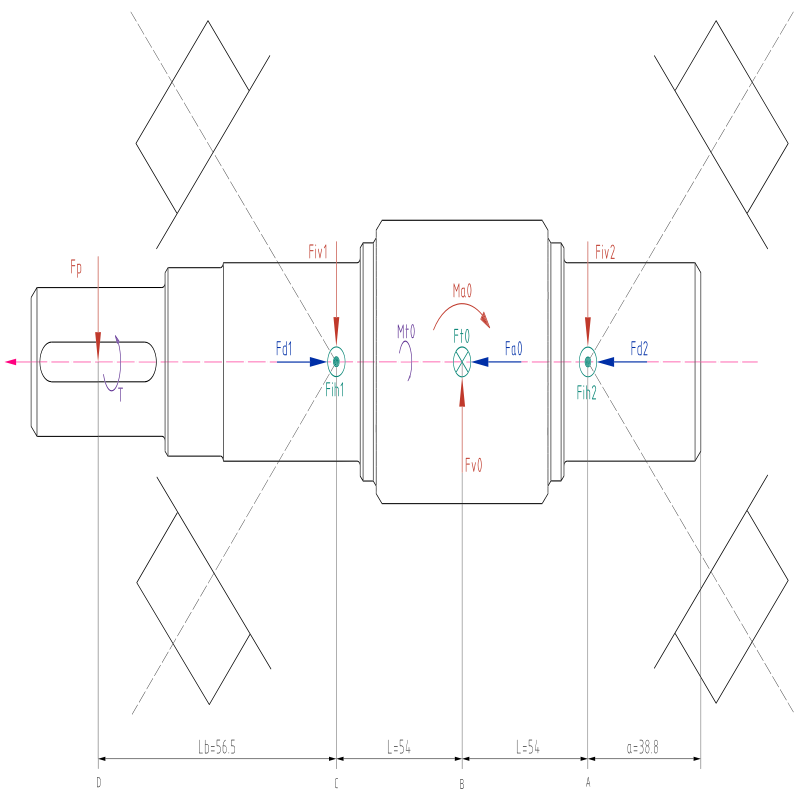 Fiv1
Fiv2
Fp
Ma0
Mt0
Ft0
Fd1
Fa0
Fd2
Fih1
Fih2
T
Fv0
Lb=56.5
L=54
L=54
a=38.8
D
C
B
A